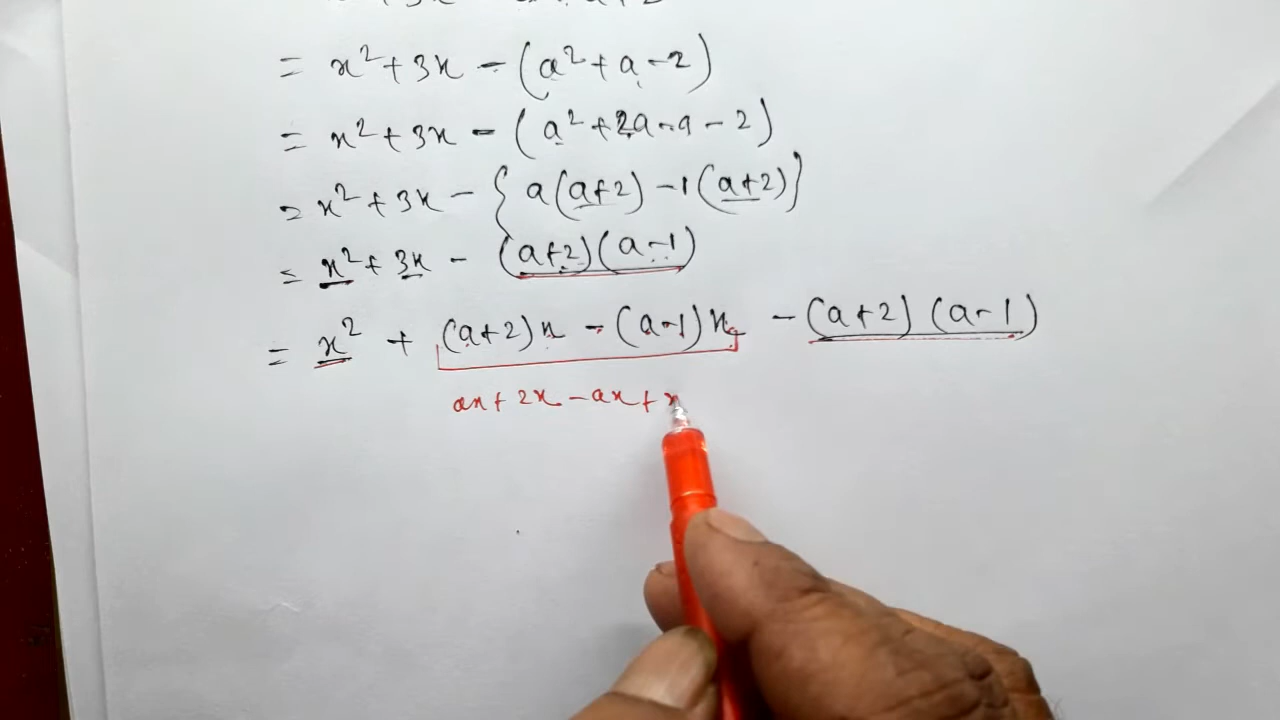 = x² + 3x - (a² + a - 2)
= x² + 3x - (a² + 2a - a - 2)
= x² + 3x - {a(a+2) - 1(a+2)}
= x² + 3x - (a+2)(a-1)
= x² + (a+2)x - (a-1)x - (a+2)(a-1)
ax + 2x - ax + x